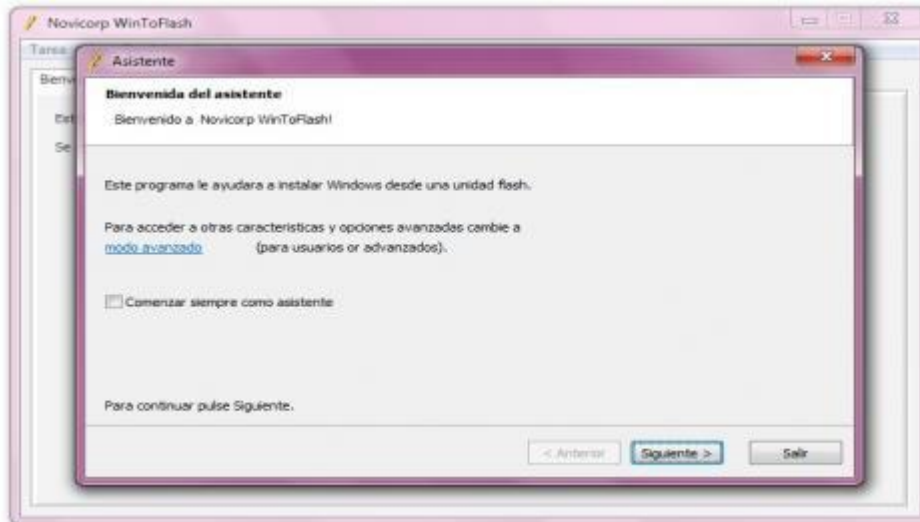 Novicorp WinToFlash
Tarea
Asistente
Bienvenida del asistente
Bienvenido a Novicorp WinToFlash!
Este programa le ayudara a instalar Windows desde una unidad flash.
Para acceder a otras características y opciones avanzadas cambie a
modo avanzado (para usuarios or advanzados).
Comenzar siempre como asistente
Para continuar pulse Siguiente.
< Anterior Siguiente > Salir